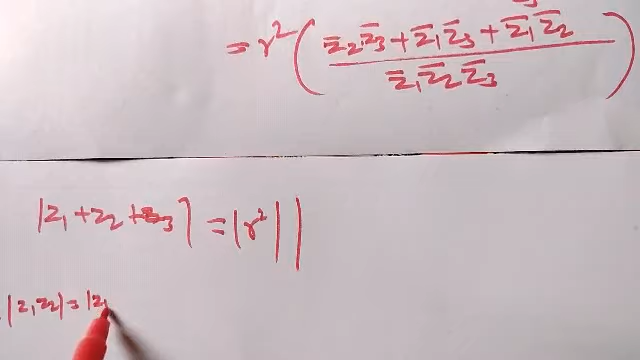 = r² ( (z̄₂z̄₃ + z̄₁z̄₃ + z̄₁z̄₂) / (z̄₁z̄₂z̄₃) )
|z₁ + z₂ + z₃| = |r²| |
|z₁z₂| = |z₁